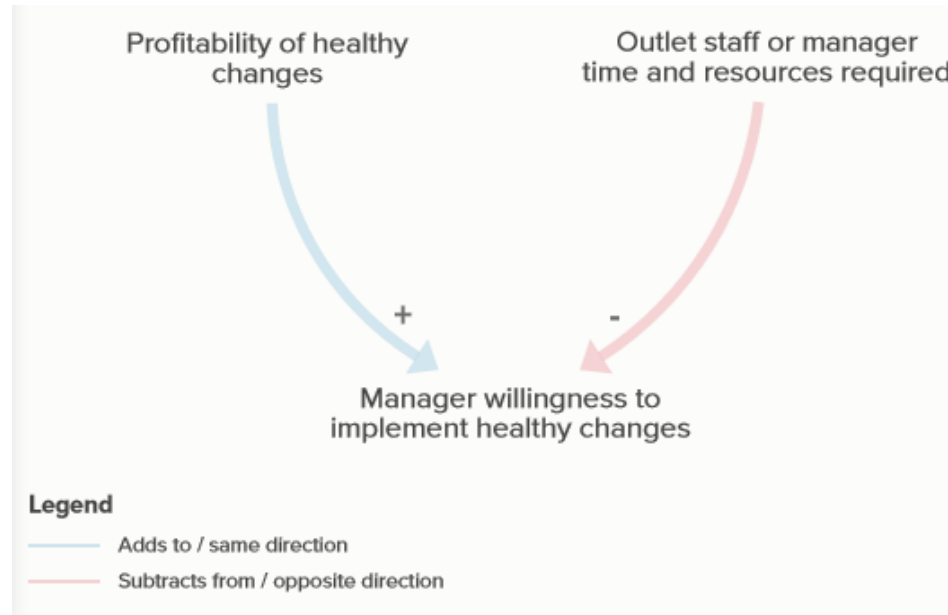 Profitability of healthy
changes
Outlet staff or manager
time and resources required
+
-
Manager willingness to
implement healthy changes
Legend
Adds to / same direction
Subtracts from / opposite direction